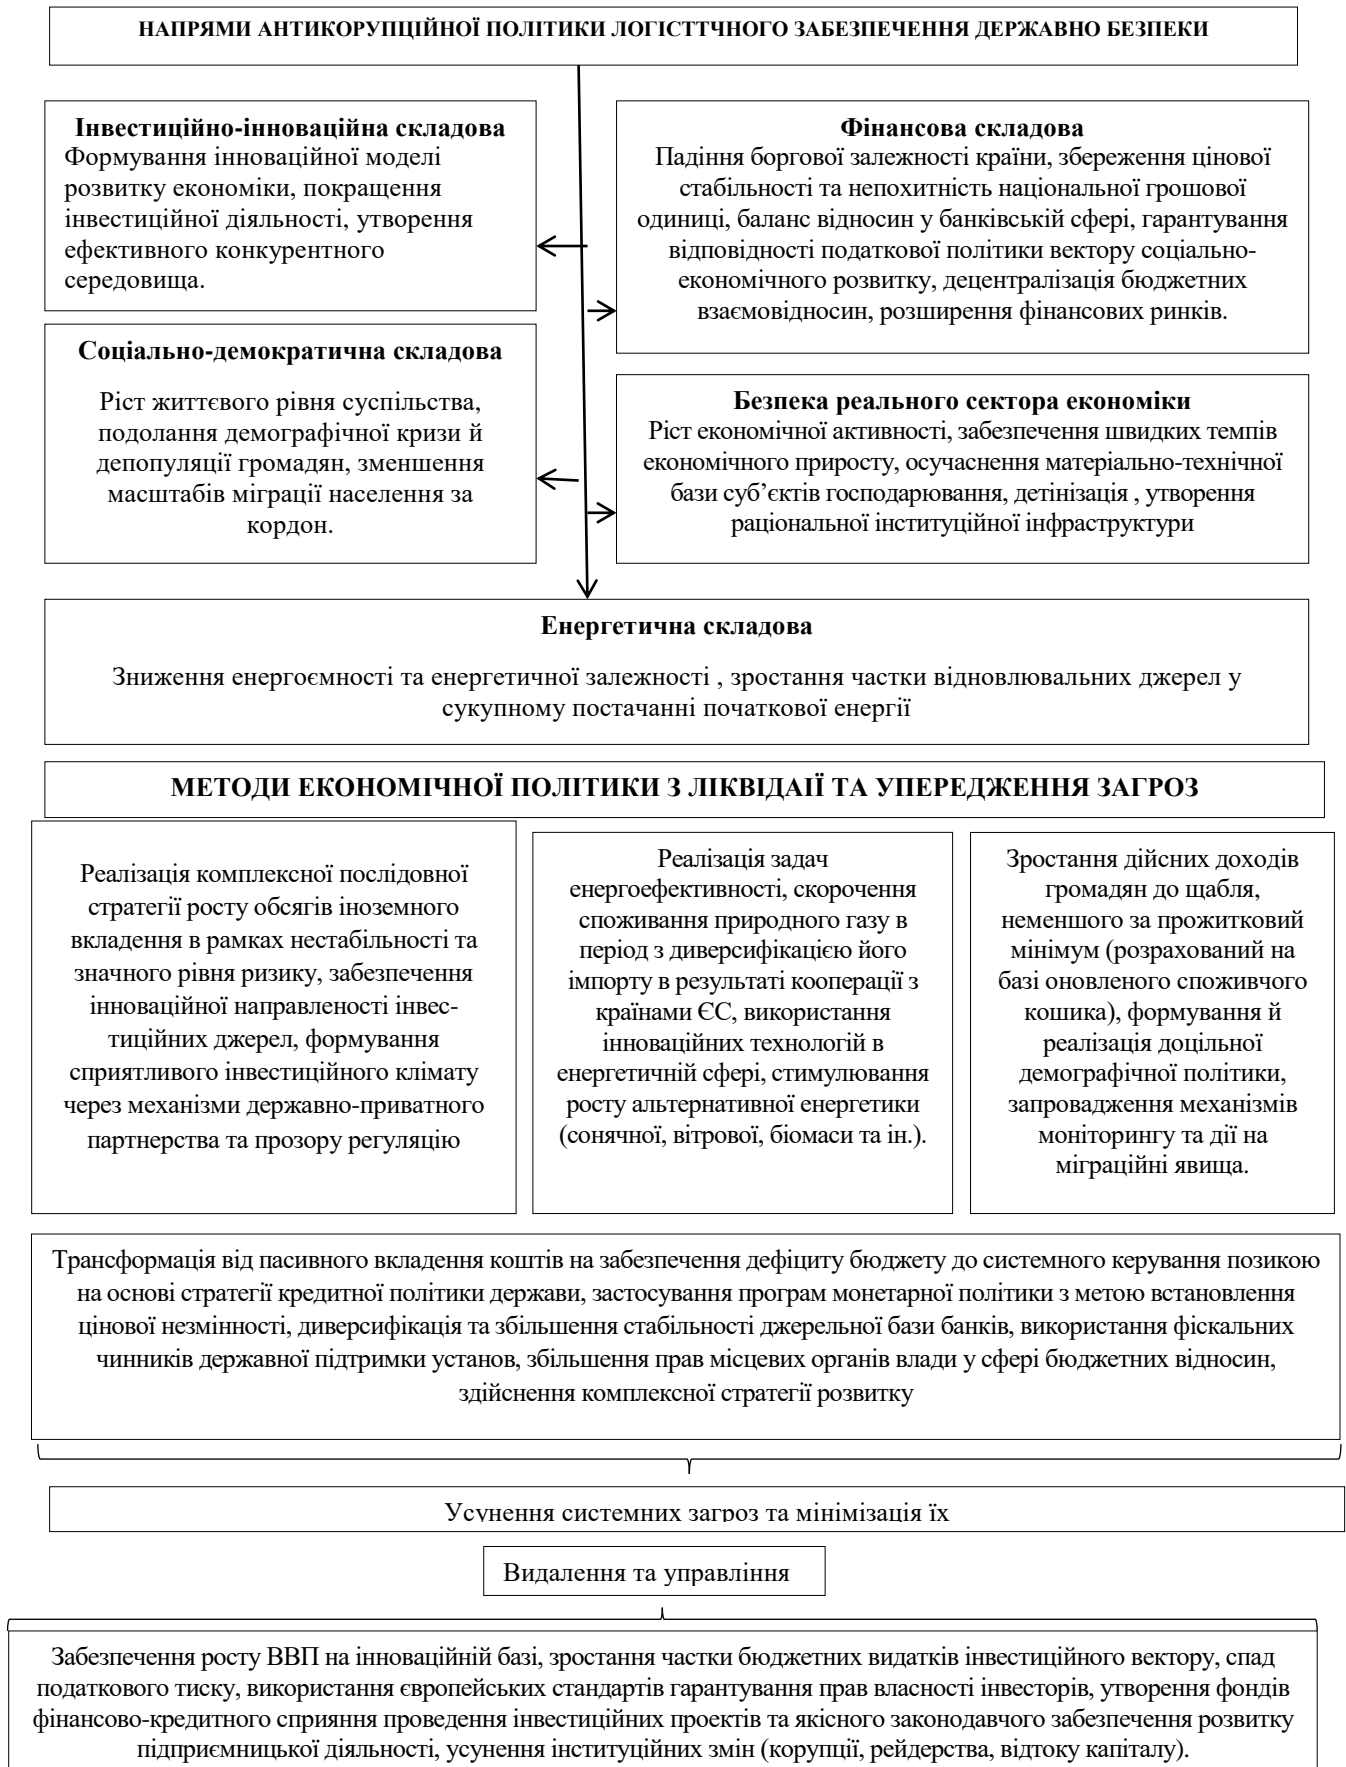 НАПРЯМИ АНТИКОРУПЦІЙНОЇ ПОЛІТИКИ ЛОГІСТТЧНОГО ЗАБЕЗПЕЧЕННЯ ДЕРЖАВНО БЕЗПЕКИ
Інвестиційно-інноваційна складова
Формування інноваційної моделі
розвитку економіки, покращення
інвестиційної діяльності, утворення
ефективного конкурентного
середовища.
Фінансова складова
Падіння боргової залежності країни, збереження цінової
стабільності та непохитність національної грошової
одиниці, баланс відносин у банківській сфері, гарантування
відповідності податкової політики вектору соціально-
економічного розвитку, децентралізація бюджетних
взаємовідносин, розширення фінансових ринків.
Соціально-демократична складова
Ріст життєвого рівня суспільства,
подолання демографічної кризи й
депопуляції громадян, зменшення
масштабів міграції населення за
кордон.
Безпека реального сектора економіки
Ріст економічної активності, забезпечення швидких темпів
економічного приросту, осучаснення матеріально-технічної
бази суб’єктів господарювання, детінізація , утворення
раціональної інституційної інфраструктури
Енергетична складова
Зниження енергоємності та енергетичної залежності , зростання частки відновлювальних джерел у
сукупному постачанні початкової енергії
МЕТОДИ ЕКОНОМІЧНОЇ ПОЛІТИКИ З ЛІКВІДАІЇ ТА УПЕРЕДЖЕННЯ ЗАГРОЗ
Реалізація комплексної послідовної
стратегії росту обсягів іноземного
вкладення в рамках нестабільності та
значного рівня ризику, забезпечення
інноваційної направленості інвес-
тиційних джерел, формування
сприятливого інвестиційного клімату
через механізми державно-приватного
партнерства та прозору регуляцію
Реалізація задач
енергоефективності, скорочення
споживання природного газу в
період з диверсифікацією його
імпорту в результаті кооперації з
країнами ЄС, використання
інноваційних технологій в
енергетичній сфері, стимулювання
росту альтернативної енергетики
(сонячної, вітрової, біомаси та ін.).
Зростання дійсних доходів
громадян до щабля,
неменшого за прожитковий
мінімум (розрахований на
базі оновленого споживчого
кошика), формування й
реалізація доцільної
демографічної політики,
запровадження механізмів
моніторингу та дії на
міграційні явища.
Трансформація від пасивного вкладення коштів на забезпечення дефіциту бюджету до системного керування позикою
на основі стратегії кредитної політики держави, застосування програм монетарної політики з метою встановлення
цінової незмінності, диверсифікація та збільшення стабільності джерельної бази банків, використання фіскальних
чинників державної підтримки установ, збільшення прав місцевих органів влади у сфері бюджетних відносин,
здійснення комплексної стратегії розвитку
Усунення системних загроз та мінімізація їх
Видалення та управління
Забезпечення росту ВВП на інноваційній базі, зростання частки бюджетних видатків інвестиційного вектору, спад
податкового тиску, використання європейських стандартів гарантування прав власності інвесторів, утворення фондів
фінансово-кредитного сприяння проведення інвестиційних проектів та якісного законодавчого забезпечення розвитку
підприємницької діяльності, усунення інституційних змін (корупції, рейдерства, відтоку капіталу).